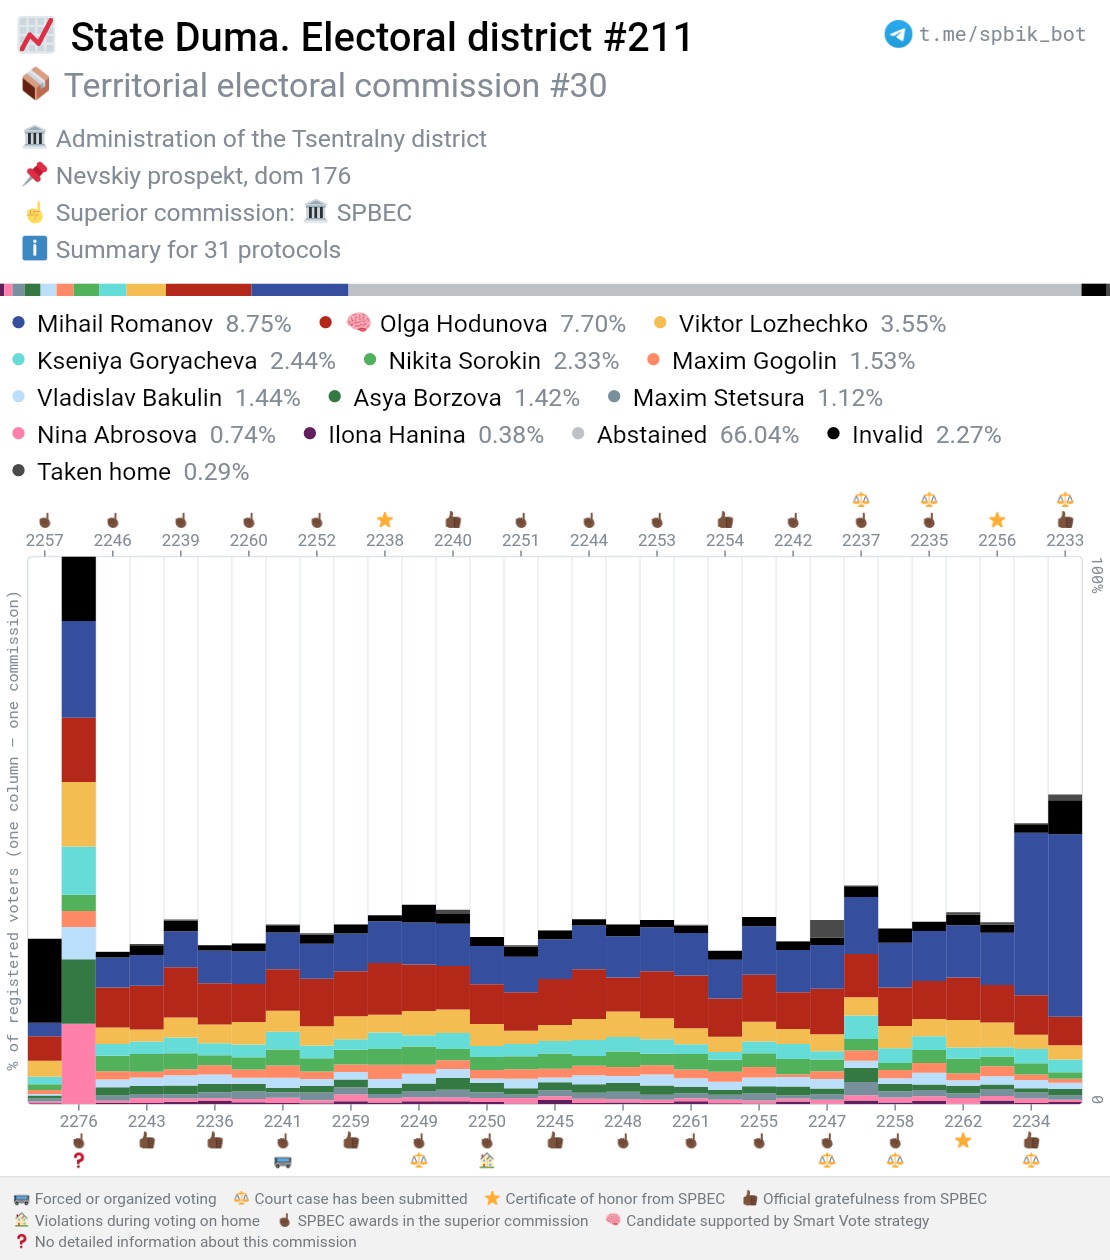 State Duma. Electoral district #211
t.me/spbik_bot
Territorial electoral commission #30
Administration of the Tsentralny district
Nevskiy prospekt, dom 176
Superior commission: SPBEC
Summary for 31 protocols
Mihail Romanov 8.75% Olga Hodunova 7.70% Viktor Lozhechko 3.55%
Kseniya Goryacheva 2.44% Nikita Sorokin 2.33% Maxim Gogolin 1.53%
Vladislav Bakulin 1.44% Asya Borzova 1.42% Maxim Stetsura 1.12%
Nina Abrosova 0.74% Ilona Hanina 0.38% Abstained 66.04% Invalid 2.27%
Taken home 0.29%
2257 2246 2239 2260 2252 2238 2240 2251 2244 2253 2254 2242 2237 2235 2256 2233
% of registered voters (one column – one commission)
100%
0
2276 2243 2236 2241 2259 2249 2250 2245 2248 2261 2255 2247 2258 2262 2234
Forced or organized voting Court case has been submitted Certificate of honor from SPBEC Official gratefulness from SPBEC
Violations during voting on home SPBEC awards in the superior commission Candidate supported by Smart Vote strategy
No detailed information about this commission